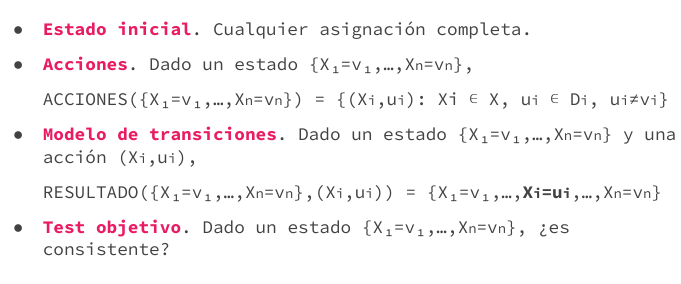 ● Estado inicial. Cualquier asignación completa.
● Acciones. Dado un estado {X₁=v₁,…,Xn=vn},
ACCIONES({X₁=v₁,…,Xn=vn}) = {(Xi,ui): Xi ∈ X, ui ∈ Di, ui≠vi}
● Modelo de transiciones. Dado un estado {X₁=v₁,…,Xn=vn} y una
acción (Xi,ui),
RESULTADO({X₁=v₁,…,Xn=vn},(Xi,ui)) = {X₁=v₁,…,Xi=ui,…,Xn=vn}
● Test objetivo. Dado un estado {X₁=v₁,…,Xn=vn}, ¿es
consistente?